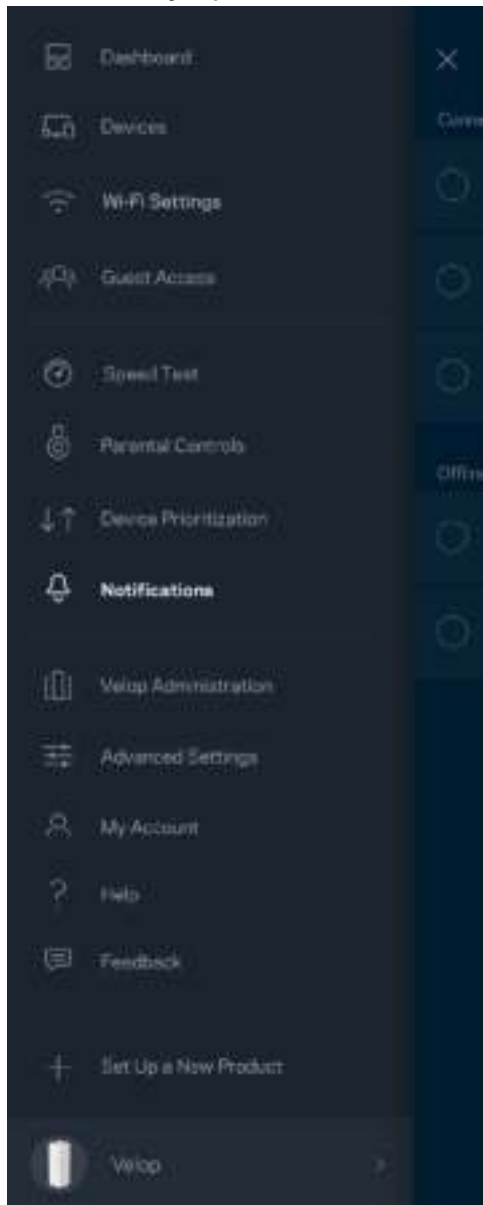 Dashboard
Devices
Wi-Fi Settings
Guest Access
Speed Test
Parental Controls
Device Prioritization
Notifications
Velop Administration
Advanced Settings
My Account
Help
Feedback
Set Up a New Product
Velop